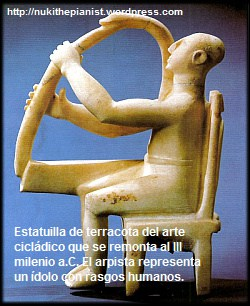 http://nukithepianist.wordpress.com
Estatuilla de terracota del arte
cicládico que se remonta al III
milenio a.C. El arpista representa
un ídolo con rasgos humanos.